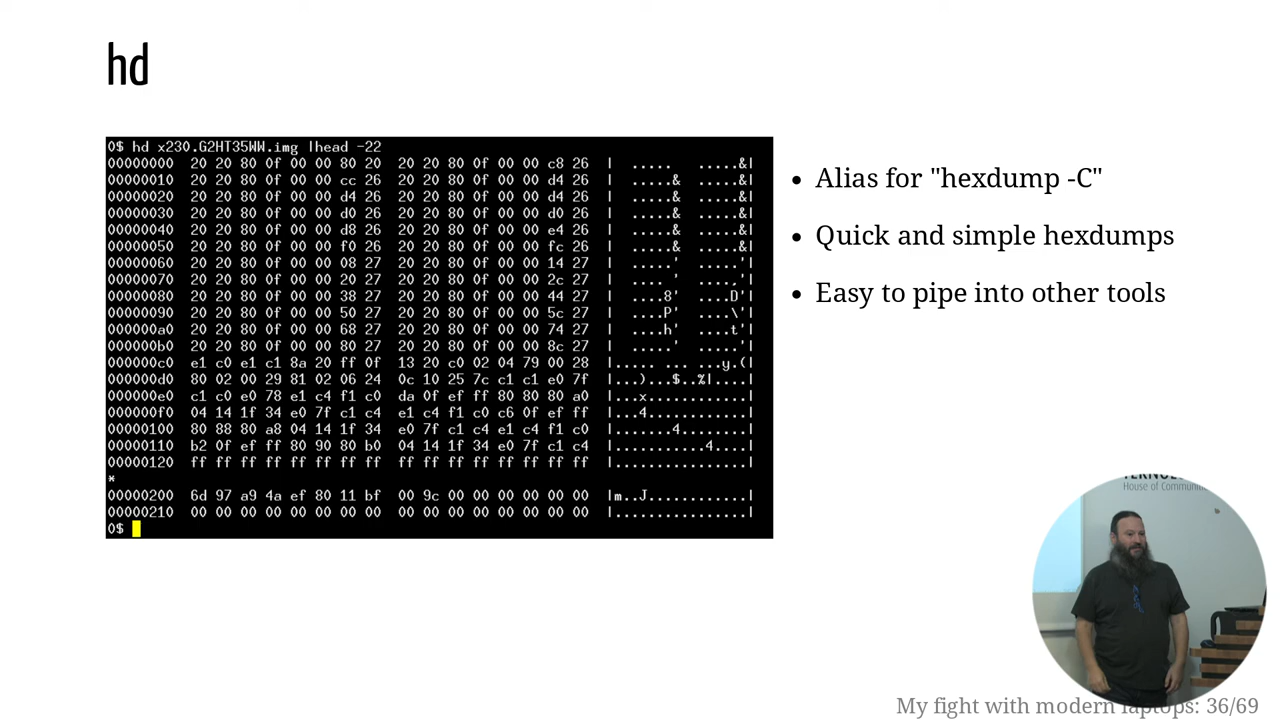 hd
0$ hd x230.G2HT35WW.img |head -22
00000000  20 20 80 0f 00 00 80 20  20 20 80 0f 00 00 c8 26  |  .....   .....&|
00000010  20 20 80 0f 00 00 cc 26  20 20 80 0f 00 00 d4 26  |  .....&  .....&|
00000020  20 20 80 0f 00 00 d4 26  20 20 80 0f 00 00 d4 26  |  .....&  .....&|
00000030  20 20 80 0f 00 00 d0 26  20 20 80 0f 00 00 d0 26  |  .....&  .....&|
00000040  20 20 80 0f 00 00 d8 26  20 20 80 0f 00 00 e4 26  |  .....&  .....&|
00000050  20 20 80 0f 00 00 f0 26  20 20 80 0f 00 00 fc 26  |  .....&  .....&|
00000060  20 20 80 0f 00 00 08 27  20 20 80 0f 00 00 14 27  |  .....'  .....'|
00000070  20 20 80 0f 00 00 20 27  20 20 80 0f 00 00 2c 27  |  .... '  ....,'|
00000080  20 20 80 0f 00 00 38 27  20 20 80 0f 00 00 44 27  |  ....8'  ....D'|
00000090  20 20 80 0f 00 00 50 27  20 20 80 0f 00 00 5c 27  |  ....P'  ....\'|
000000a0  20 20 80 0f 00 00 68 27  20 20 80 0f 00 00 74 27  |  ....h'  ....t'|
000000b0  20 20 80 0f 00 00 80 27  20 20 80 0f 00 00 8c 27  |  .....'  .....'|
000000c0  e1 c0 e1 c1 8a 20 ff 0f  13 20 c0 02 04 79 00 28  |..... ... ...y.(|
000000d0  80 02 00 29 81 02 06 24  0c 10 25 7c c1 c1 e0 7f  |...)...$..%|....|
000000e0  c1 c0 e0 78 e1 c4 f1 c0  da 0f ef ff 80 80 80 a0  |...x............|
000000f0  04 14 1f 34 e0 7f c1 c4  e1 c4 f1 c0 c6 0f ef ff  |...4............|
00000100  80 88 80 a8 04 14 1f 34  e0 7f c1 c4 e1 c4 f1 c0  |.......4........|
00000110  b2 0f ef ff 80 90 80 b0  04 14 1f 34 e0 7f c1 c4  |...........4....|
00000120  ff ff ff ff ff ff ff ff  ff ff ff ff ff ff ff ff  |................|
*
00000200  6d 97 a9 4a ef 80 11 bf  00 9c 00 00 00 00 00 00  |m..J............|
00000210  00 00 00 00 00 00 00 00  00 00 00 00 00 00 00 00  |................|
0$
• Alias for "hexdump -C"
• Quick and simple hexdumps
• Easy to pipe into other tools
House of Communi
My fight with modern laptops: 36/69